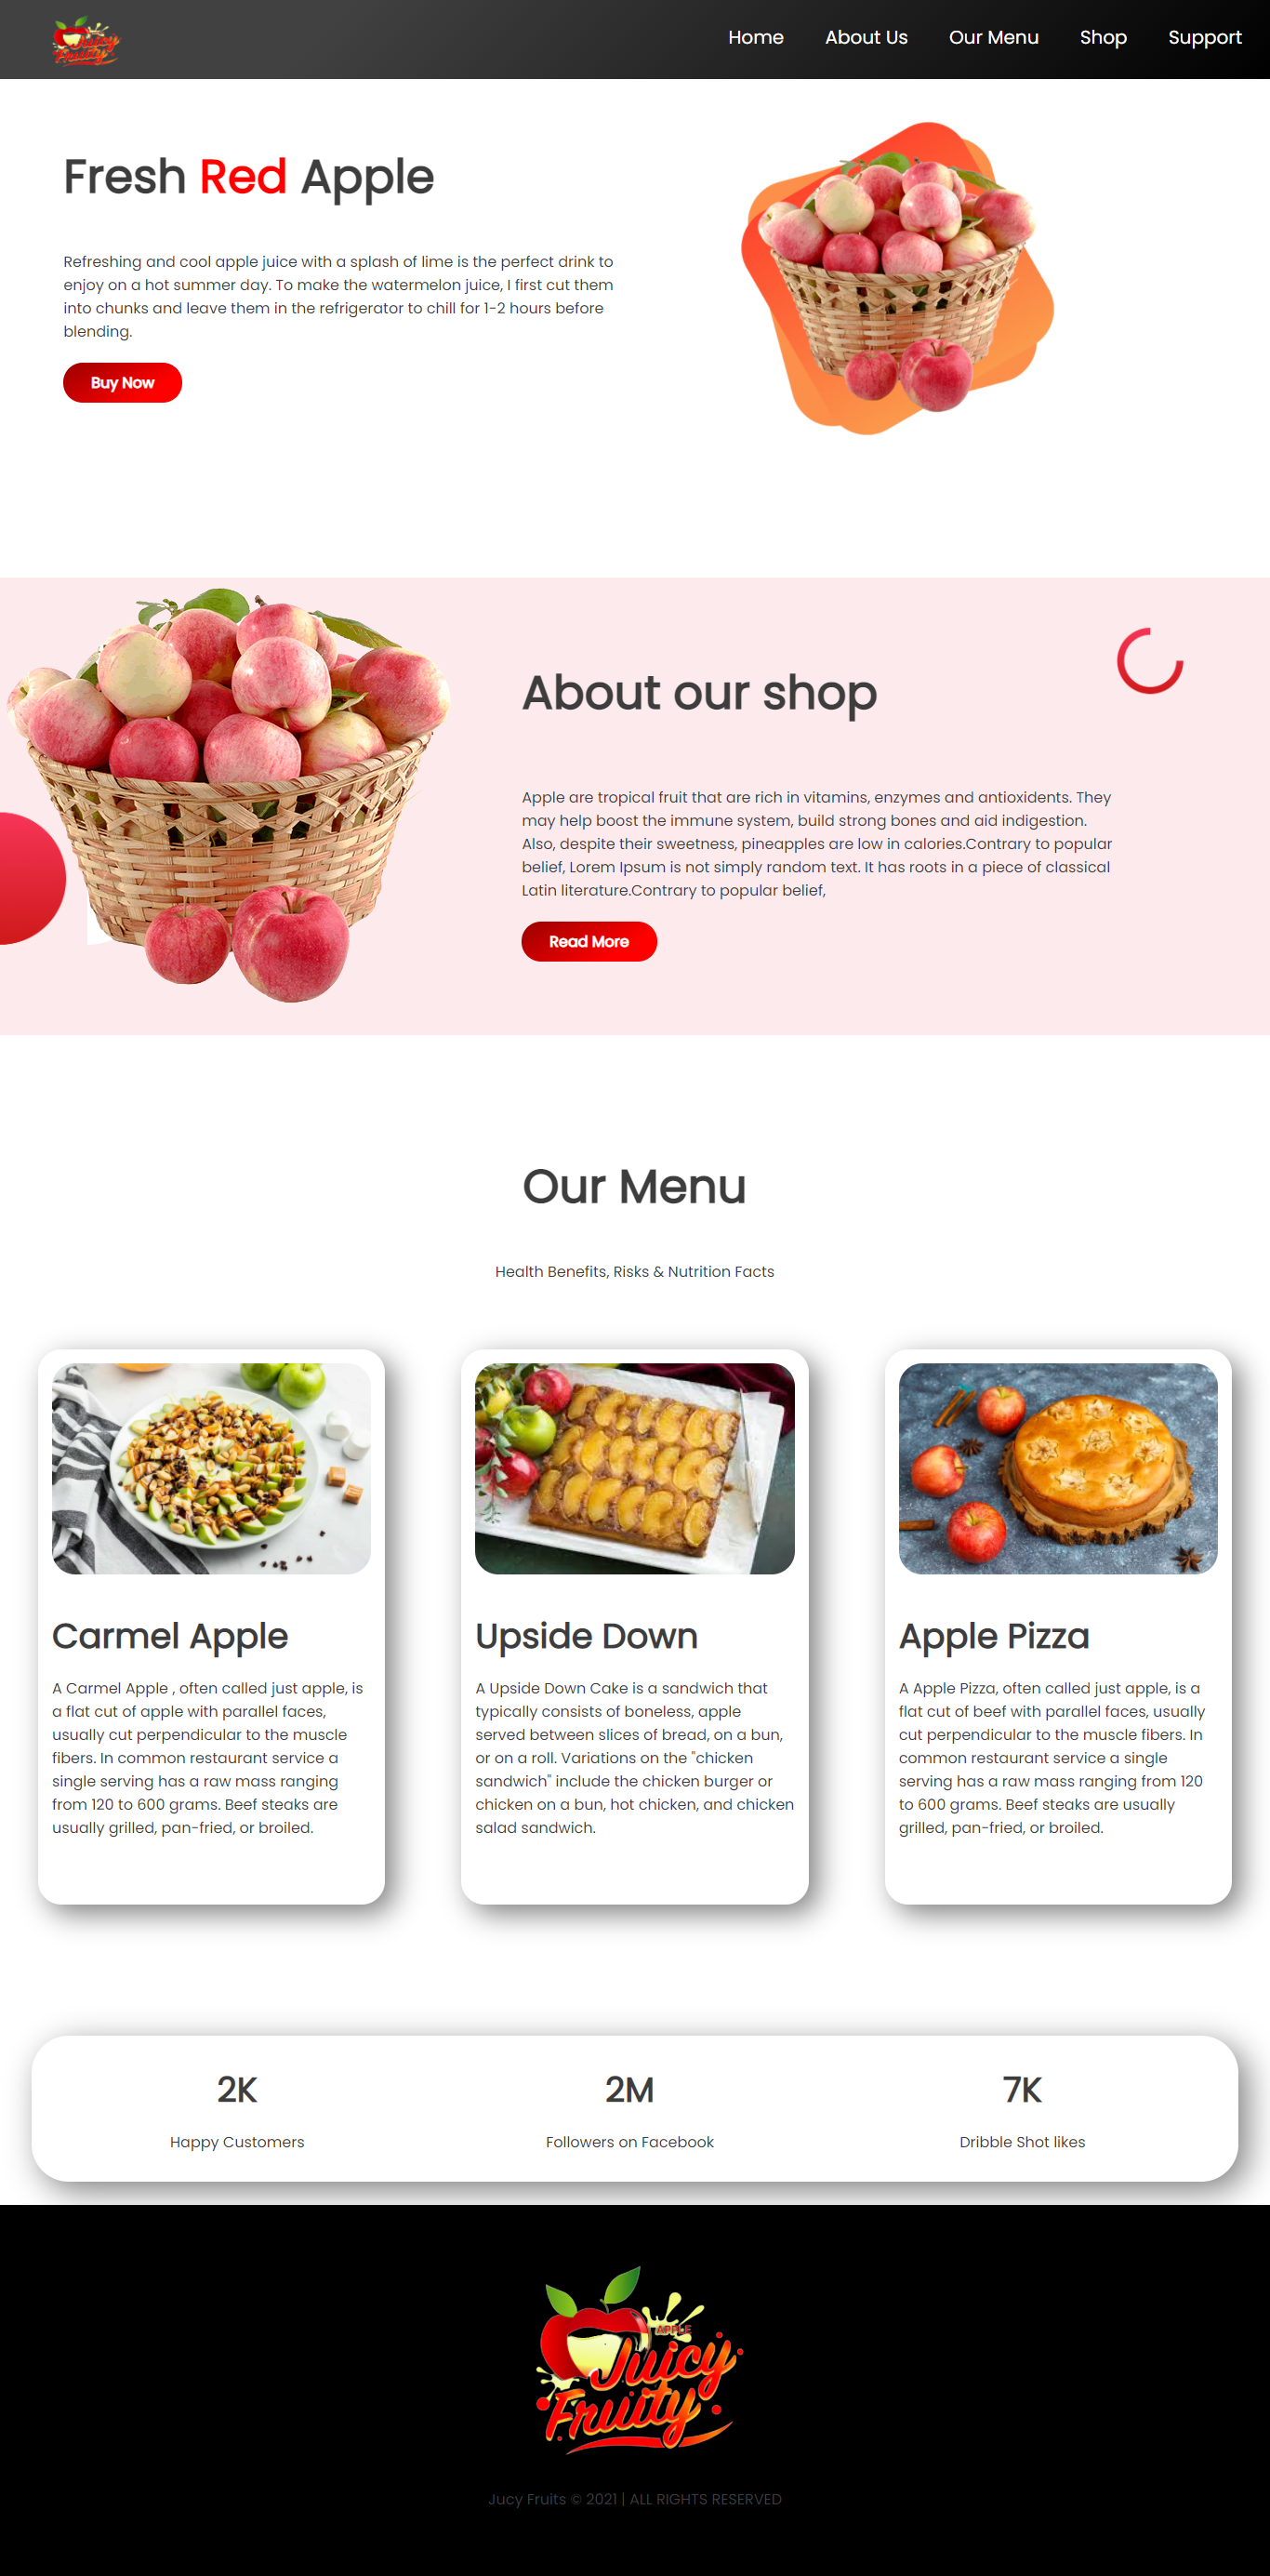 Juicy
Fruity
Home About Us Our Menu Shop Support
Fresh Red Apple
Refreshing and cool apple juice with a splash of lime is the perfect drink to
enjoy on a hot summer day. To make the watermelon juice, I first cut them
into chunks and leave them in the refrigerator to chill for 1-2 hours before
blending.
Buy Now
About our shop
Apple are tropical fruit that are rich in vitamins, enzymes and antioxidents. They
may help boost the immune system, build strong bones and aid indigestion.
Also, despite their sweetness, pineapples are low in calories.Contrary to popular
belief, Lorem Ipsum is not simply random text. It has roots in a piece of classical
Latin literature.Contrary to popular belief,
Read More
Our Menu
Health Benefits, Risks & Nutrition Facts
Carmel Apple
A Carmel Apple , often called just apple, is
a flat cut of apple with parallel faces,
usually cut perpendicular to the muscle
fibers. In common restaurant service a
single serving has a raw mass ranging
from 120 to 600 grams. Beef steaks are
usually grilled, pan-fried, or broiled.
Upside Down
A Upside Down Cake is a sandwich that
typically consists of boneless, apple
served between slices of bread, on a bun,
or on a roll. Variations on the "chicken
sandwich" include the chicken burger or
chicken on a bun, hot chicken, and chicken
salad sandwich.
Apple Pizza
A Apple Pizza, often called just apple, is a
flat cut of beef with parallel faces, usually
cut perpendicular to the muscle fibers. In
common restaurant service a single
serving has a raw mass ranging from 120
to 600 grams. Beef steaks are usually
grilled, pan-fried, or broiled.
2K
Happy Customers
2M
Followers on Facebook
7K
Dribble Shot likes
APPLE
Juicy
Fruity
Jucy Fruits © 2021 | ALL RIGHTS RESERVED